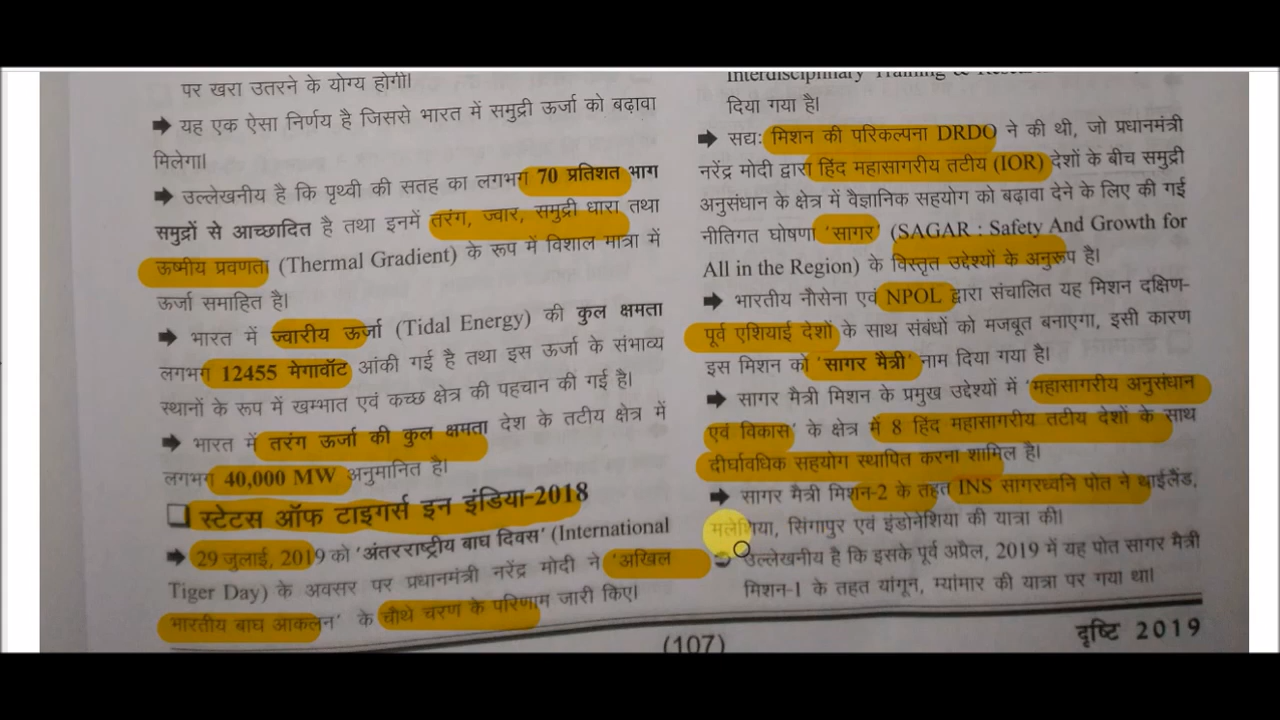 पर खरा उतरने के योग्य होगी।
➡ यह एक ऐसा निर्णय है जिससे भारत में समुद्री ऊर्जा को बढ़ावा
मिलेगा।
➡ उल्लेखनीय है कि पृथ्वी की सतह का लगभग 70 प्रतिशत भाग
समुद्रों से आच्छादित है तथा इनमें तरंग, ज्वार, समुद्री धारा तथा
ऊष्मीय प्रवणता (Thermal Gradient) के रूप में विशाल मात्रा में
ऊर्जा समाहित है।
➡ भारत में ज्वारीय ऊर्जा (Tidal Energy) की कुल क्षमता
लगभग 12455 मेगावॉट आंकी गई है तथा इस ऊर्जा के संभाव्य
स्थानों के रूप में खम्भात एवं कच्छ क्षेत्र की पहचान की गई है।
➡ भारत में तरंग ऊर्जा की कुल क्षमता देश के तटीय क्षेत्र में
लगभग 40,000 MW अनुमानित है।
❑ स्टेटस ऑफ टाइगर्स इन इंडिया-2018
➡ 29 जुलाई, 2019 को 'अंतरराष्ट्रीय बाघ दिवस' (International
Tiger Day) के अवसर पर प्रधानमंत्री नरेंद्र मोदी ने 'अखिल
भारतीय बाघ आकलन' के चौथे चरण के परिणाम जारी किए।
Interdisciplinary Training &
दिया गया है।
➡ सद्यः मिशन की परिकल्पना DRDO ने की थी, जो प्रधानमंत्री
नरेंद्र मोदी द्वारा हिंद महासागरीय तटीय (IOR) देशों के बीच समुद्री
अनुसंधान के क्षेत्र में वैज्ञानिक सहयोग को बढ़ावा देने के लिए की गई
नीतिगत घोषणा 'सागर' (SAGAR : Safety And Growth for
All in the Region) के विस्तृत उद्देश्यों के अनुरूप है।
➡ भारतीय नौसेना एवं NPOL द्वारा संचालित यह मिशन दक्षिण-
पूर्व एशियाई देशों के साथ संबंधों को मजबूत बनाएगा, इसी कारण
इस मिशन को 'सागर मैत्री' नाम दिया गया है।
➡ सागर मैत्री मिशन के प्रमुख उद्देश्यों में 'महासागरीय अनुसंधान
एवं विकास' के क्षेत्र में 8 हिंद महासागरीय तटीय देशों के साथ
दीर्घावधिक सहयोग स्थापित करना शामिल है।
➡ सागर मैत्री मिशन-2 के तहत INS सागरध्वनि पोत ने थाईलैंड,
मलेशिया, सिंगापुर एवं इंडोनेशिया की यात्रा की।
➡ उल्लेखनीय है कि इसके पूर्व अप्रैल, 2019 में यह पोत सागर मैत्री
मिशन-1 के तहत यांगून, म्यांमार की यात्रा पर गया था।
(107)
दृष्टि 2019